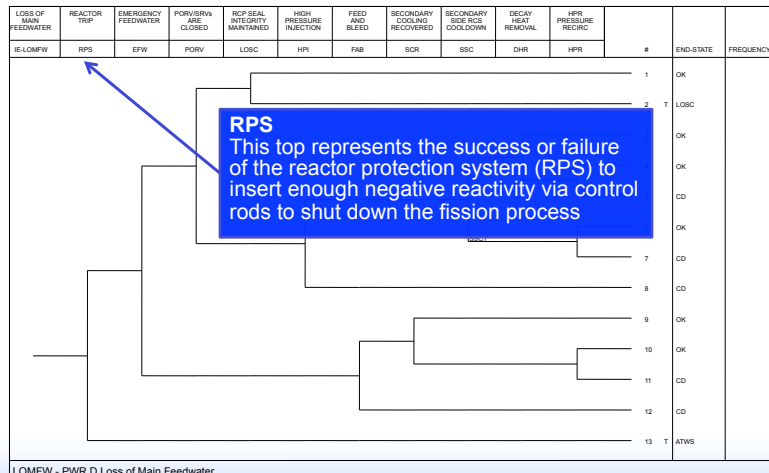 LOSS OF MAIN FEEDWATER
REACTOR TRIP
EMERGENCY FEEDWATER
PORV/SRVs ARE CLOSED
RCP SEAL INTEGRITY MAINTAINED
HIGH PRESSURE INJECTION
FEED AND BLEED
SECONDARY COOLING RECOVERED
SECONDARY SIDE RCS COOLDOWN
DECAY HEAT REMOVAL
HPR PRESSURE RECIRC
IE-LOMFW RPS EFW PORV LOSC HPI FAB SCR SSC DHR HPR # END-STATE FREQUENCY
1 OK
2 T LOSC
RPS
This top represents the success or failure
of the reactor protection system (RPS) to
insert enough negative reactivity via control
rods to shut down the fission process
OK
OK
CD
OK
SSC1
7 CD
8 CD
9 OK
10 OK
11 CD
12 CD
13 T ATWS
LOMFW - PWR D Loss of Main Feedwater